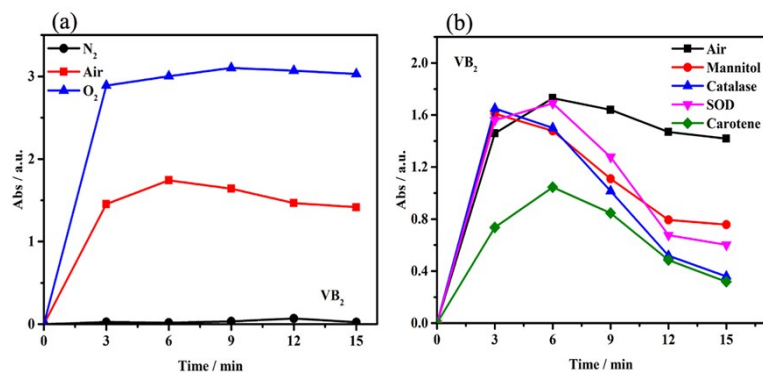 (a)
N₂
Air
O₂
VB₂
Abs / a.u.
0
1
2
3
0
3
6
9
12
15
Time / min
(b)
VB₂
Air
Mannitol
Catalase
SOD
Carotene
Abs / a.u.
2.0
1.6
1.2
0.8
0.4
0.0
0
3
6
9
12
15
Time / min